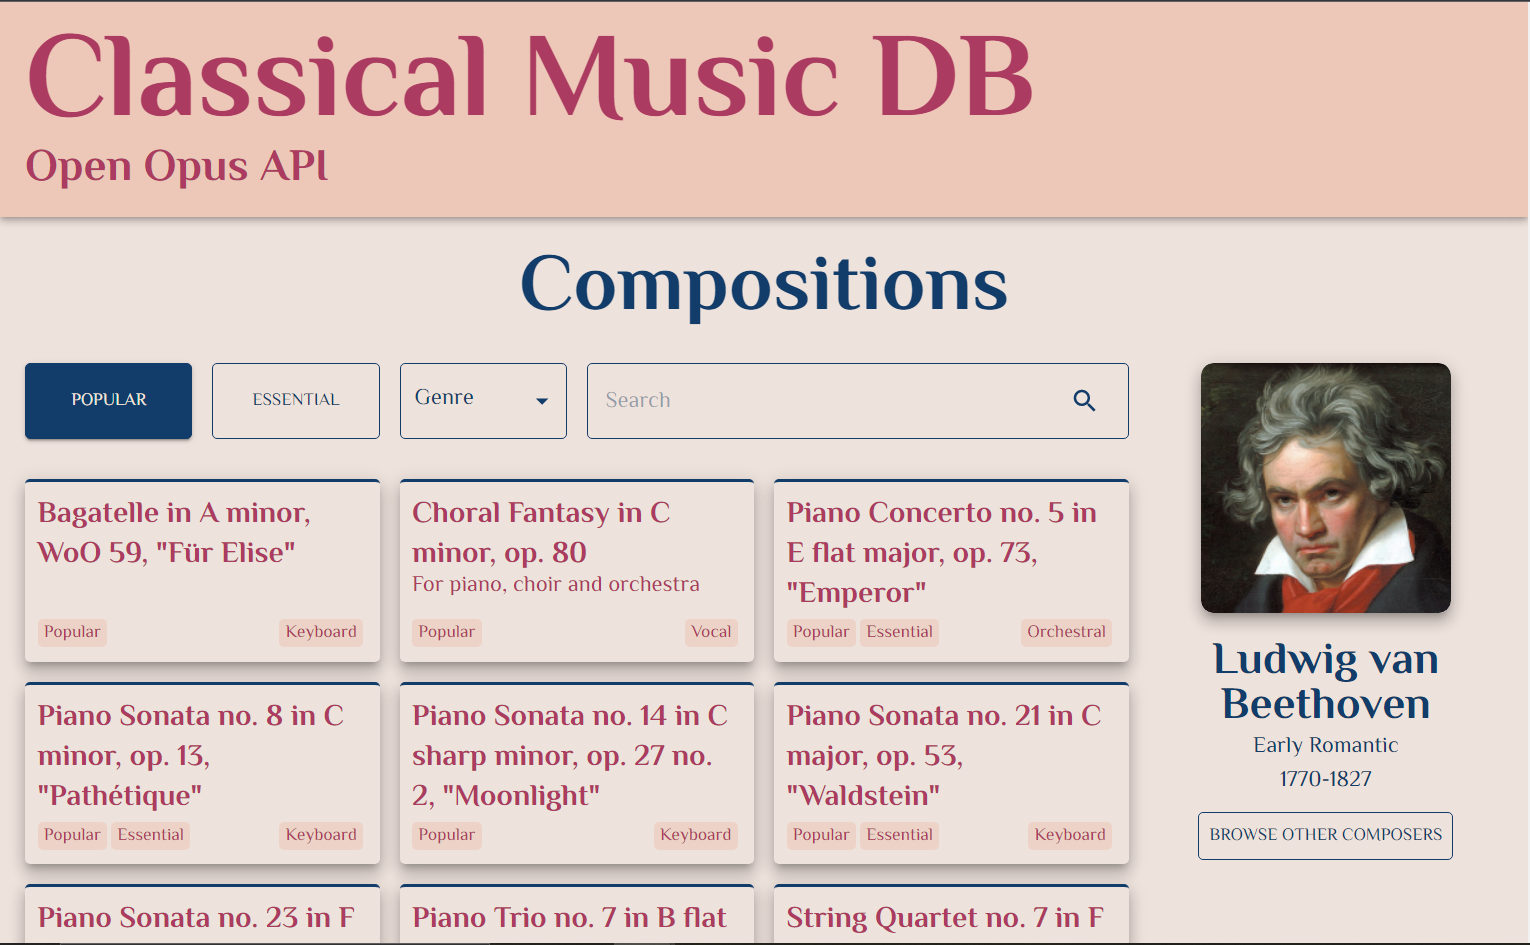 Classical Music DB
Open Opus API
Compositions
POPULAR
ESSENTIAL
Genre
Search
Bagatelle in A minor,
WoO 59, "Für Elise"
Popular
Keyboard
Choral Fantasy in C
minor, op. 80
For piano, choir and orchestra
Popular
Vocal
Piano Concerto no. 5 in
E flat major, op. 73,
"Emperor"
Popular
Essential
Orchestral
Piano Sonata no. 8 in C
minor, op. 13,
"Pathétique"
Popular
Essential
Keyboard
Piano Sonata no. 14 in C
sharp minor, op. 27 no.
2, "Moonlight"
Popular
Keyboard
Piano Sonata no. 21 in C
major, op. 53,
"Waldstein"
Popular
Essential
Keyboard
Piano Sonata no. 23 in F
Piano Trio no. 7 in B flat
String Quartet no. 7 in F
Ludwig van
Beethoven
Early Romantic
1770-1827
BROWSE OTHER COMPOSERS